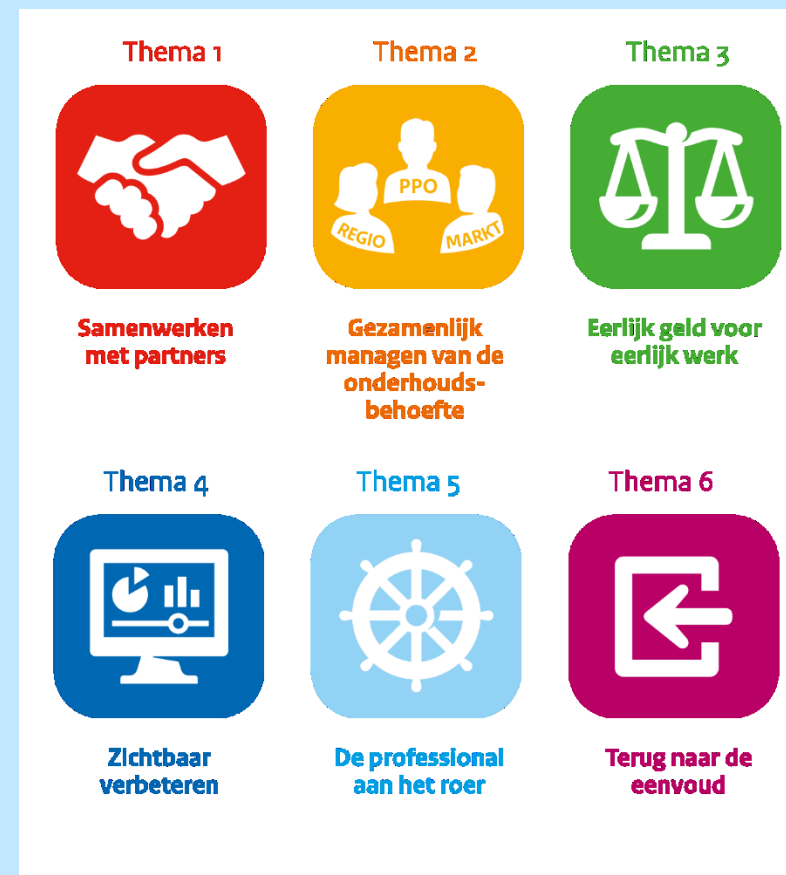 Thema 1
Thema 2
Thema 3
PPO
REGIO
MARKT
Samenwerken
met partners
Gezamenlijk
managen van de
onderhouds-
behoefte
Eerlijk geld voor
eerlijk werk
Thema 4
Thema 5
Thema 6
Zichtbaar
verbeteren
De professional
aan het roer
Terug naar de
eenvoud